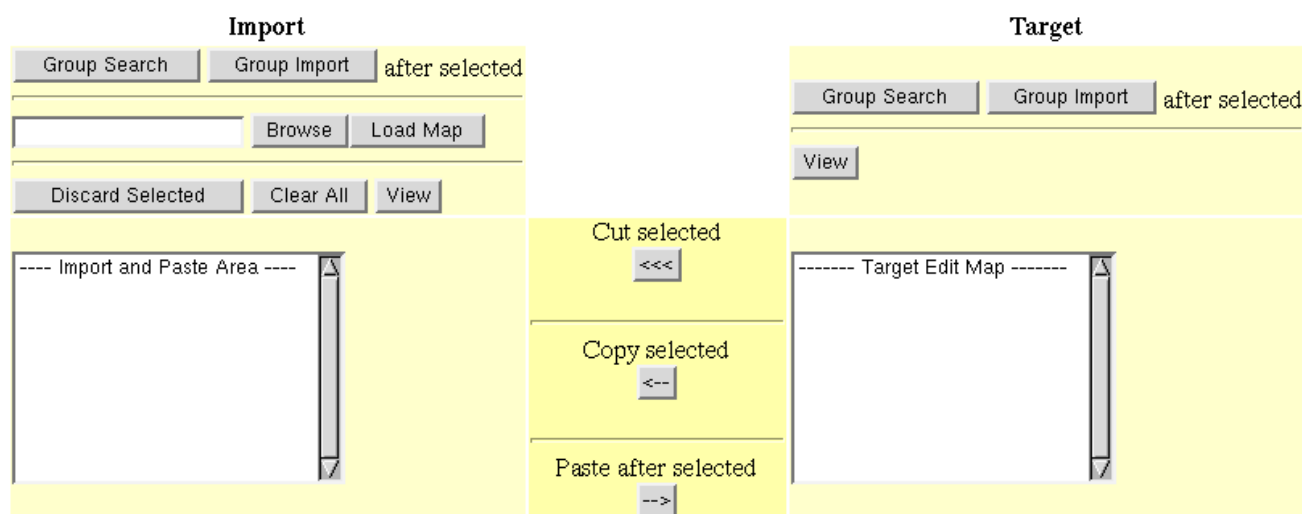 Import
Group Search Group Import after selected
Browse Load Map
Discard Selected Clear All View
---- Import and Paste Area ----
Cut selected
<<<
Copy selected
<--
Paste after selected
-->
Target
Group Search Group Import after selected
View
------- Target Edit Map -------